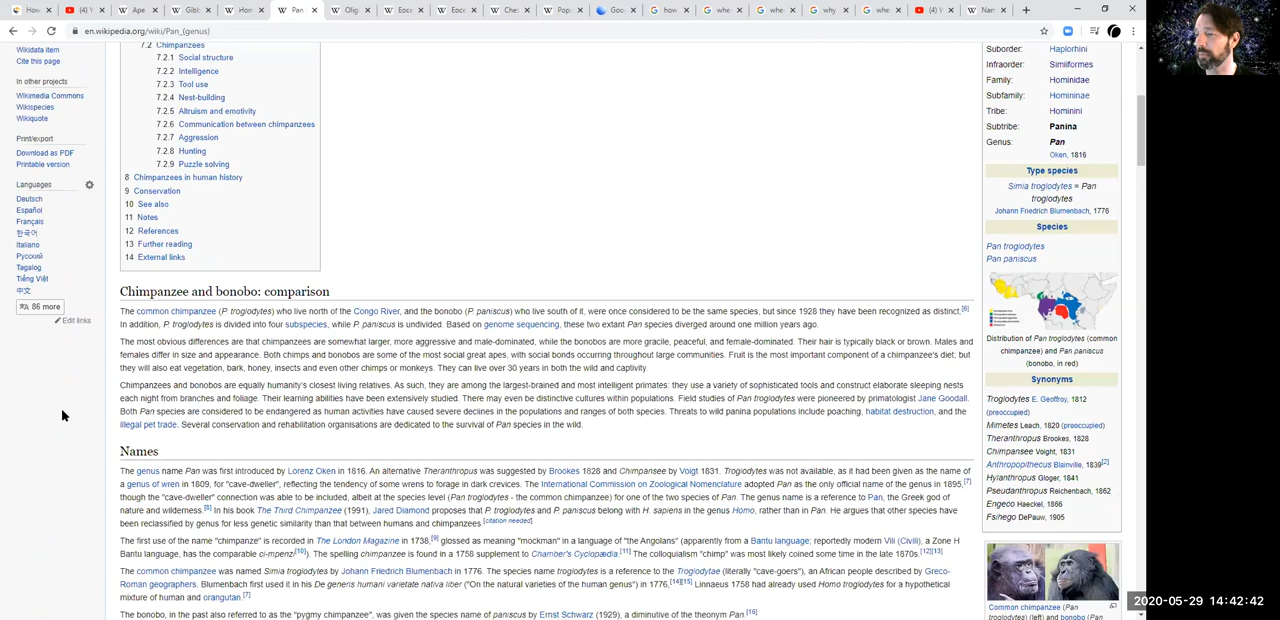 How
(4) Y
Ape
Gibl
Hon
Pan
Olig
Eoce
Eoce
Che
Pop
Goo
how
whe
whe
why
whe
(4) V
Nan
en.wikipedia.org/wiki/Pan_(genus)
Wikidata item
Cite this page
In other projects
Wikimedia Commons
Wikispecies
Wikiquote
Print/export
Download as PDF
Printable version
Languages
Deutsch
Español
Français
한국어
Italiano
Русский
Tagalog
Tiếng Việt
中文
86 more
Edit links
7.2 Chimpanzees
7.2.1 Social structure
7.2.2 Intelligence
7.2.3 Tool use
7.2.4 Nest-building
7.2.5 Altruism and emotivity
7.2.6 Communication between chimpanzees
7.2.7 Aggression
7.2.8 Hunting
7.2.9 Puzzle solving
8 Chimpanzees in human history
9 Conservation
10 See also
11 Notes
12 References
13 Further reading
14 External links
Chimpanzee and bonobo: comparison
The common chimpanzee (P. troglodytes) who live north of the Congo River, and the bonobo (P. paniscus) who live south of it, were once considered to be the same species, but since 1928 they have been recognized as distinct.[6]
In addition, P. troglodytes is divided into four subspecies, while P. paniscus is undivided. Based on genome sequencing, these two extant Pan species diverged around one million years ago.
The most obvious differences are that chimpanzees are somewhat larger, more aggressive and male-dominated, while the bonobos are more gracile, peaceful, and female-dominated. Their hair is typically black or brown. Males and
females differ in size and appearance. Both chimps and bonobos are some of the most social great apes, with social bonds occurring throughout large communities. Fruit is the most important component of a chimpanzee's diet; but
they will also eat vegetation, bark, honey, insects and even other chimps or monkeys. They can live over 30 years in both the wild and captivity.
Chimpanzees and bonobos are equally humanity's closest living relatives. As such, they are among the largest-brained and most intelligent primates: they use a variety of sophisticated tools and construct elaborate sleeping nests
each night from branches and foliage. Their learning abilities have been extensively studied. There may even be distinctive cultures within populations. Field studies of Pan troglodytes were pioneered by primatologist Jane Goodall.
Both Pan species are considered to be endangered as human activities have caused severe declines in the populations and ranges of both species. Threats to wild panina populations include poaching, habitat destruction, and the
illegal pet trade. Several conservation and rehabilitation organisations are dedicated to the survival of Pan species in the wild.
Names
The genus name Pan was first introduced by Lorenz Oken in 1816. An alternative Theranthropus was suggested by Brookes 1828 and Chimpansee by Voigt 1831. Troglodytes was not available, as it had been given as the name of
a genus of wren in 1809, for "cave-dweller", reflecting the tendency of some wrens to forage in dark crevices. The International Commission on Zoological Nomenclature adopted Pan as the only official name of the genus in 1895,[7]
though the "cave-dweller" connection was able to be included, albeit at the species level (Pan troglodytes - the common chimpanzee) for one of the two species of Pan. The genus name is a reference to Pan, the Greek god of
nature and wilderness.[8] In his book The Third Chimpanzee (1991), Jared Diamond proposes that P. troglodytes and P. paniscus belong with H. sapiens in the genus Homo, rather than in Pan. He argues that other species have
been reclassified by genus for less genetic similarity than that between humans and chimpanzees.[citation needed]
The first use of the name "chimpanze" is recorded in The London Magazine in 1738,[9] glossed as meaning "mockman" in a language of "the Angolans" (apparently from a Bantu language; reportedly modern Vili (Civili), a Zone H
Bantu language, has the comparable ci-mpenzi[10]). The spelling chimpanzee is found in a 1758 supplement to Chamber's Cyclopædia.[11] The colloquialism "chimp" was most likely coined some time in the late 1870s.[12][13]
The common chimpanzee was named Simia troglodytes by Johann Friedrich Blumenbach in 1776. The species name troglodytes is a reference to the Troglodytae (literally "cave-goers"), an African people described by Greco-
Roman geographers. Blumenbach first used it in his De generis humani varietate nativa liber ("On the natural varieties of the human genus") in 1776,[14][15] Linnaeus 1758 had already used Homo troglodytes for a hypothetical
mixture of human and orangutan.[7]
The bonobo, in the past also referred to as the "pygmy chimpanzee", was given the species name of paniscus by Ernst Schwarz (1929), a diminutive of the theonym Pan.[16]
Suborder: Haplorhini
Infraorder: Simiiformes
Family: Hominidae
Subfamily: Homininae
Tribe: Hominini
Subtribe: Panina
Genus: Pan
Oken, 1816
Type species
Simia troglodytes = Pan
troglodytes
Johann Friedrich Blumenbach, 1776
Species
Pan troglodytes
Pan paniscus
Distribution of Pan troglodytes (common
chimpanzee) and Pan paniscus
(bonobo, in red)
Synonyms
Troglodytes E. Geoffroy, 1812
(preoccupied)
Mimetes Leach, 1820 (preoccupied)
Theranthropus Brookes, 1828
Chimpansee Voight, 1831
Anthropopithecus Blainville, 1839[2]
Hylanthropus Gloger, 1841
Pseudanthropus Reichenbach, 1862
Engeco Haeckel, 1866
Fsihego DePauw, 1905
Common chimpanzee (Pan
troglodytes) (left) and bonobo (Pan
2020-05-29 14:42:42